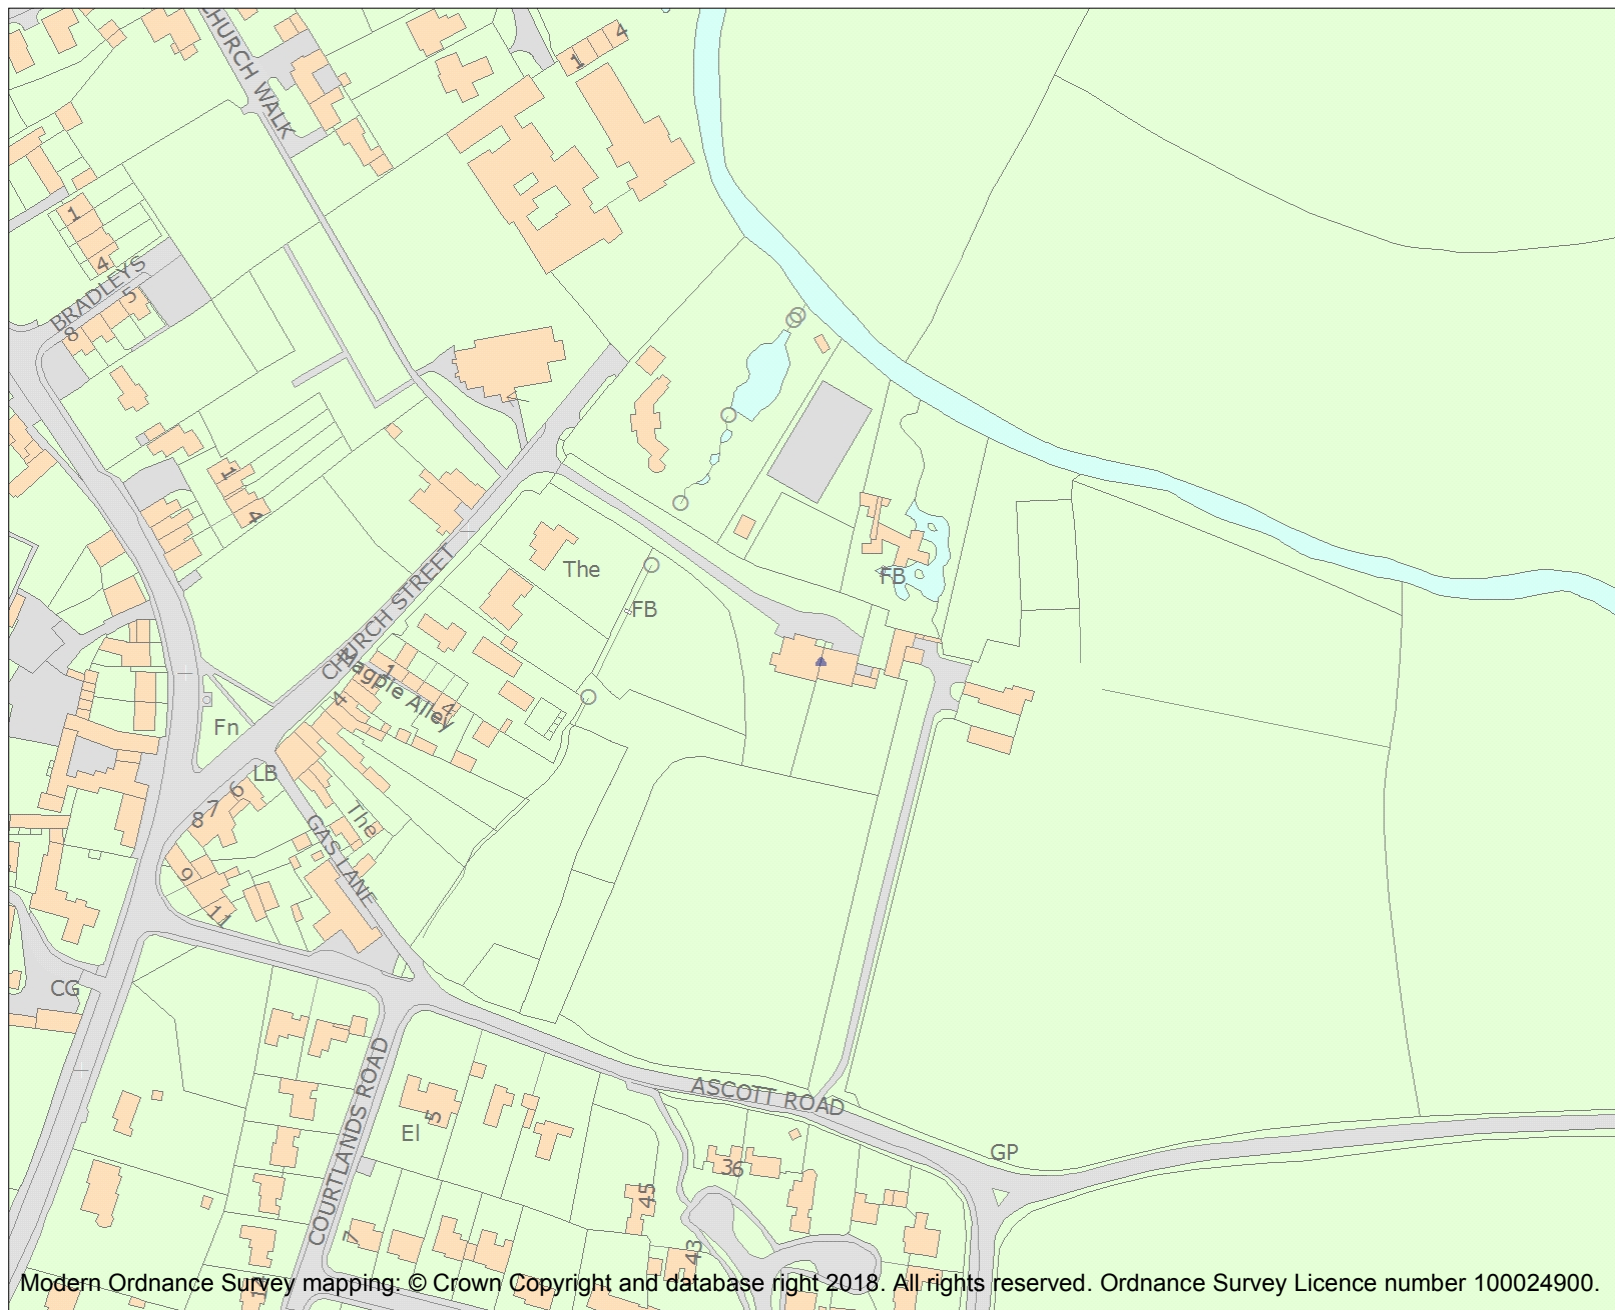 CHURCH WALK
1
4
1
4
BRADLEYS
5
8
1
4
The
FB
FB
CHURCH STREET
Magpie Alley
1
4
4
Fn
LB
6
7
8
The
GAS LANE
9
11
CG
COURTLANDS ROAD
5
El
ASCOTT ROAD
GP
36
45
7
43
Modern Ordnance Survey mapping: © Crown Copyright and database right 2018. All rights reserved. Ordnance Survey Licence number 100024900.